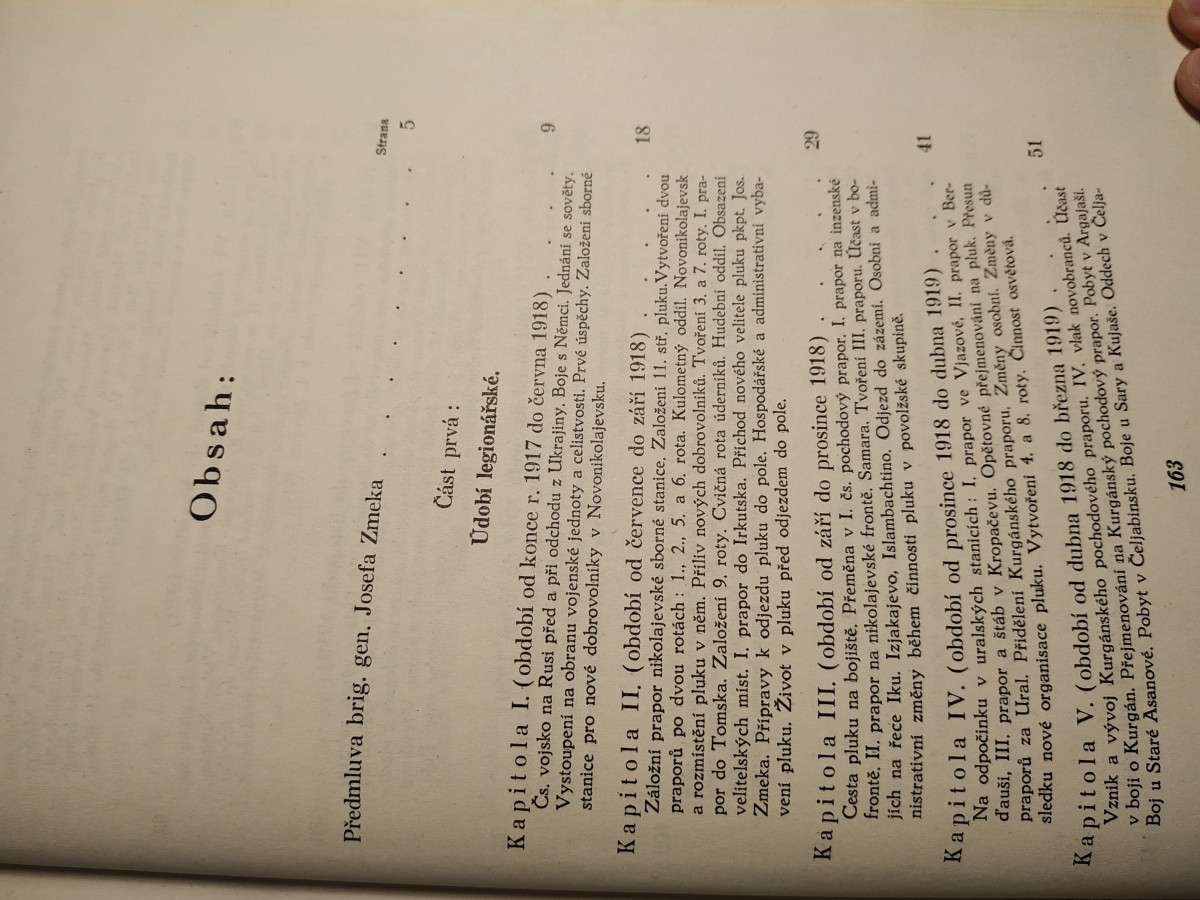 Obsah:
Strana
Předmluva brig. gen. Josefa Zmeka . . . . . . . . 5
Část prvá :
Údobí legionářské.
Kapitola I. (období od konce r. 1917 do června 1918) . . . . 9
Čs. vojsko na Rusi před a při odchodu z Ukrajiny. Boje s Němci. Jednání se sověty.
Vystoupení na obranu vojenské jednoty a celistvosti. Prvé úspěchy. Založení sborné
stanice pro nové dobrovolníky v Novonikolajevsku.
Kapitola II. (období od července do září 1918) . . . . . 18
Záložní prapor nikolajevské sborné stanice. Založení 11. stř. pluku. Vytvoření dvou
praporů po dvou rotách : 1., 2., 5. a 6. rota. Kulometný oddíl. Novonikolajevsk
a rozmístění pluku v něm. Příliv nových dobrovolníků. Tvoření 3. a 7. roty. I. pra-
por do Tomska. Založení 9. roty. Cvičná rota úderníků. Hudební oddíl. Obsazení
velitelských míst. I. prapor do Irkutska. Příchod nového velitele pluku pkpt. Jos.
Zmeka. Přípravy k odjezdu pluku do pole. Hospodářské a administrativní vyba-
vení pluku. Život v pluku před odjezdem do pole.
Kapitola III. (období od září do prosince 1918) . . . . . 29
Cesta pluku na bojiště. Přeměna v I. čs. pochodový prapor. I. prapor na inzenské
frontě, II. prapor na nikolajevské frontě. Samara. Tvoření III. praporu. Účast v bo-
jích na řece Iku. Izjakajevo, Islambachtino. Odjezd do zázemí. Osobní a admi-
nistrativní změny během činnosti pluku v povolžské skupině.
Kapitola IV. (období od prosince 1918 do dubna 1919) . . . . 41
Na odpočinku v uralských stanicích : I. prapor ve Vjazové, II. prapor v Ber-
ďauši, III. prapor a štáb v Kropačevu. Opětovné přejmenování na pluk. Přesun
praporů za Ural. Přidělení Kurgánského praporu. Změny osobní. Změny v dů-
sledku nové organisace pluku. Vytvoření 4. a 8. roty. Činnost osvětová.
Kapitola V. (období od dubna 1918 do března 1919) . . . . 51
Vznik a vývoj Kurgánského pochodového praporu. IV. vlak novobranců. Účast
v boji o Kurgán. Přejmenování na Kurgánský pochodový prapor. Pobyt v Argajaši.
Boj u Staré Asanové. Pobyt v Čeljabinsku. Boje u Sary a Kujaše. Oddech v Čelja-
163